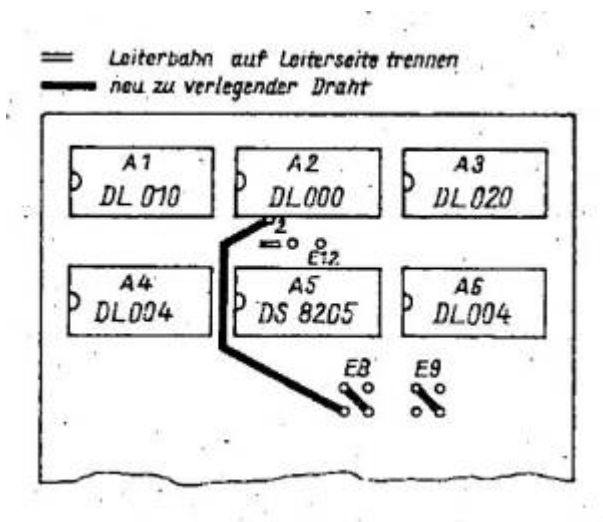 Leiterbahn auf Leiterseite trennen
neu zu verlegender Draht
A1
DL 010
A2
DL000
A3
DL020
2
E12
A4
DL004
A5
DS 8205
A6
DL004
E8
E9